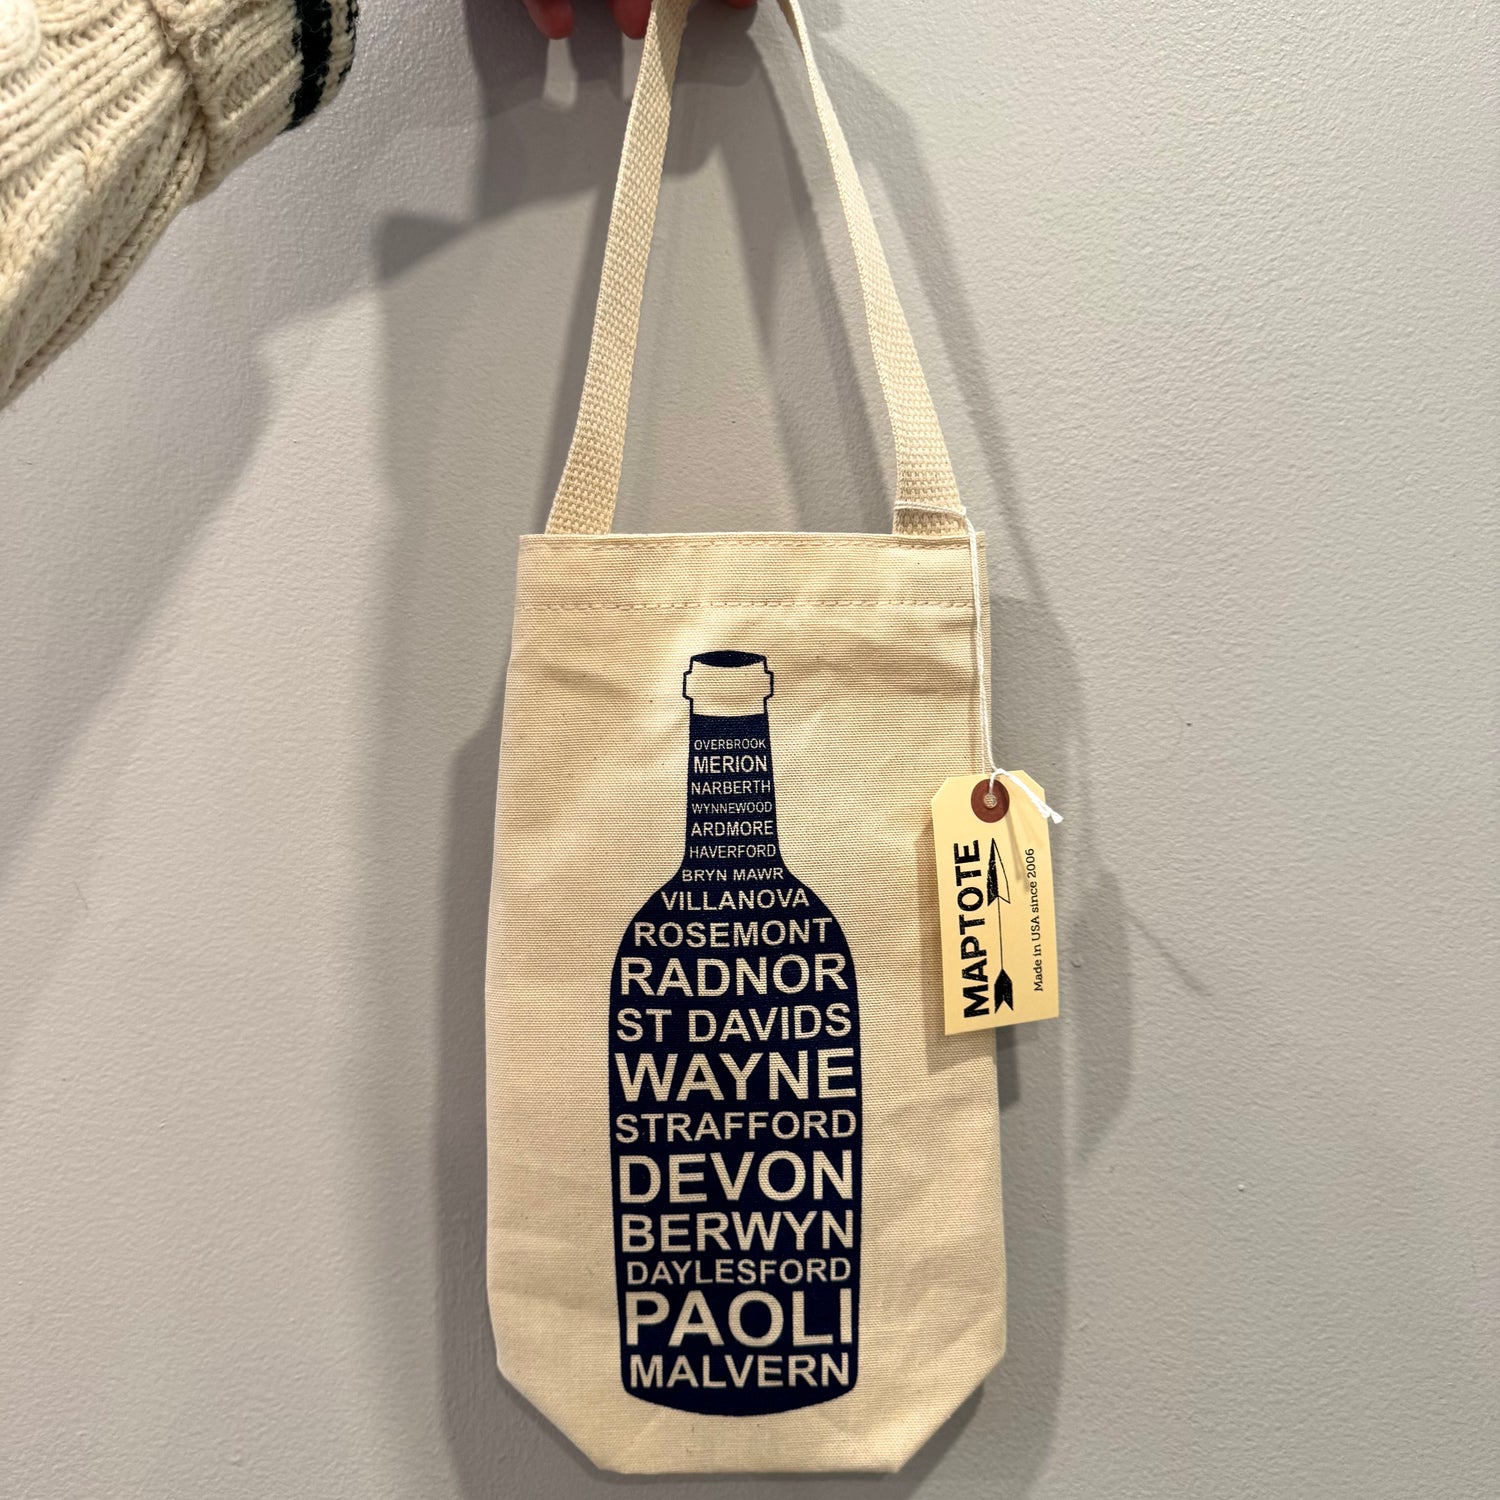 OVERBROOK
MERION
NARBERTH
WYNNEWOOD
ARDMORE
HAVERFORD
BRYN MAWR
VILLANOVA
ROSEMONT
RADNOR
ST DAVIDS
WAYNE
STRAFFORD
DEVON
BERWYN
DAYLESFORD
PAOLI
MALVERN
MAPTOTE
Made in USA since 2006